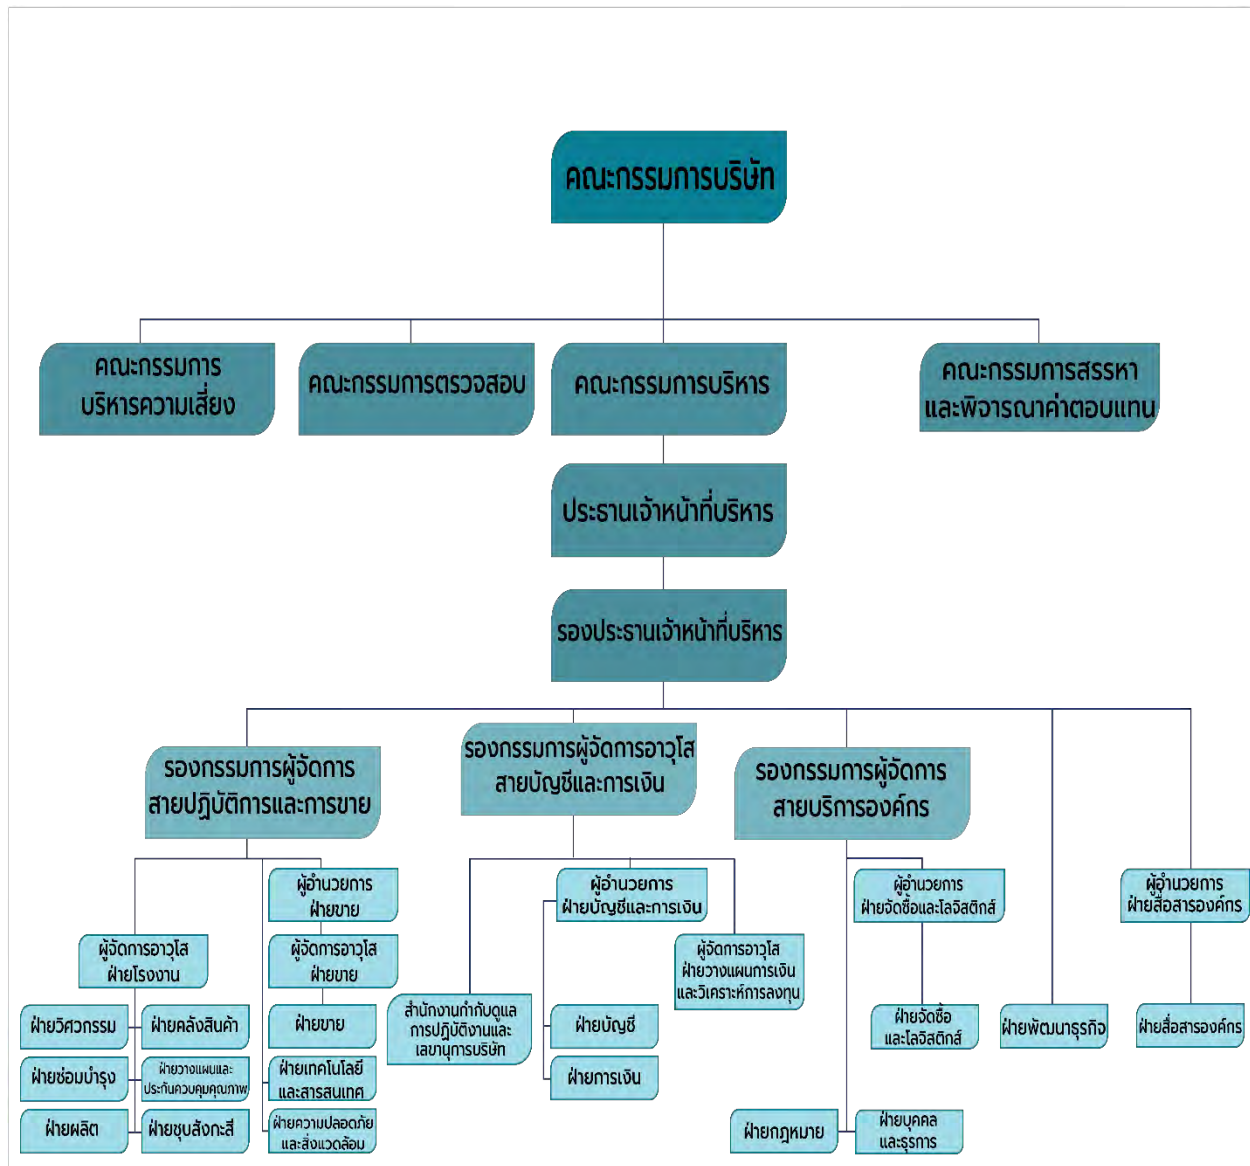 คณะกรรมการบริษัท
คณะกรรมการ
บริหารความเสี่ยง
คณะกรรมการตรวจสอบ
คณะกรรมการบริหาร
คณะกรรมการสรรหา
และพิจารณาค่าตอบแทน
ประธานเจ้าหน้าที่บริหาร
รองประธานเจ้าหน้าที่บริหาร
รองกรรมการผู้จัดการ
สายปฏิบัติการและการขาย
รองกรรมการผู้จัดการอาวุโส
สายบัญชีและการเงิน
รองกรรมการผู้จัดการ
สายบริการองค์กร
ผู้อำนวยการ
ฝ่ายขาย
ผู้อำนวยการ
ฝ่ายบัญชีและการเงิน
ผู้อำนวยการ
ฝ่ายจัดซื้อและโลจิสติกส์
ผู้อำนวยการ
ฝ่ายสื่อสารองค์กร
ผู้จัดการอาวุโส
ฝ่ายโรงงาน
ผู้จัดการอาวุโส
ฝ่ายขาย
ผู้จัดการอาวุโส
ฝ่ายวางแผนการเงิน
และวิเคราะห์การลงทุน
ฝ่ายวิศวกรรม
ฝ่ายคลังสินค้า
ฝ่ายขาย
สำนักงานกำกับดูแล
การปฏิบัติงานและ
เลขานุการบริษัท
ฝ่ายบัญชี
ฝ่ายจัดซื้อ
และโลจิสติกส์
ฝ่ายพัฒนาธุรกิจ
ฝ่ายสื่อสารองค์กร
ฝ่ายซ่อมบำรุง
ฝ่ายวางแผนและ
ประกันควบคุมคุณภาพ
ฝ่ายเทคโนโลยี
และสารสนเทศ
ฝ่ายการเงิน
ฝ่ายผลิต
ฝ่ายชุบสังกะสี
ฝ่ายความปลอดภัย
และสิ่งแวดล้อม
ฝ่ายกฎหมาย
ฝ่ายบุคคล
และธุรการ